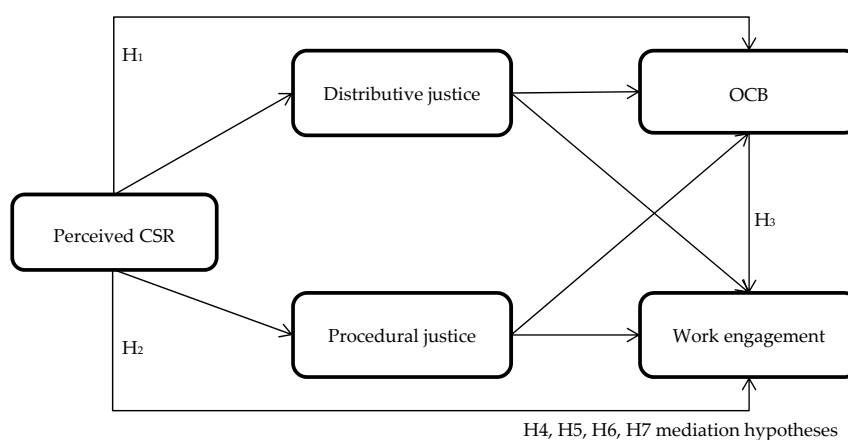 H₁
Distributive justice
OCB
Perceived CSR
H₃
Procedural justice
Work engagement
H₂
H4, H5, H6, H7 mediation hypotheses